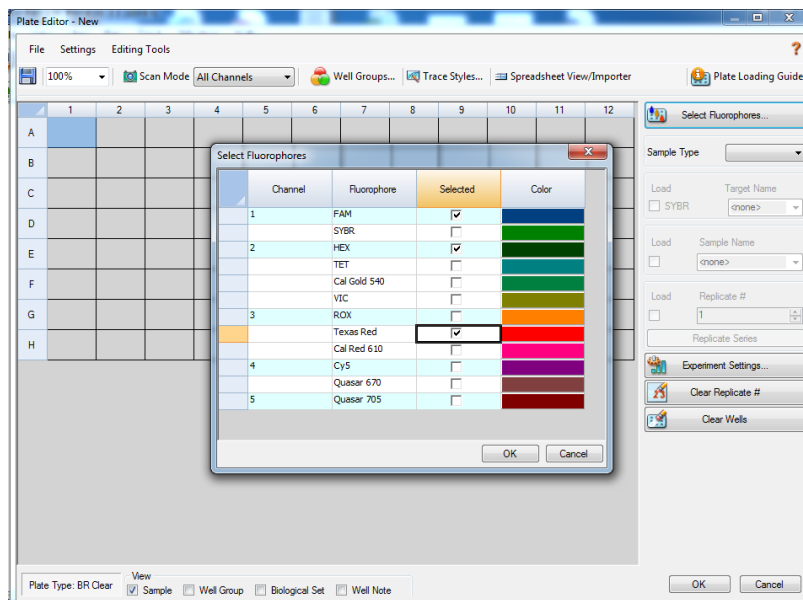 Plate Editor - New
File Settings Editing Tools ?
100% Scan Mode All Channels Well Groups... Trace Styles... Spreadsheet View/Importer Plate Loading Guide
1 2 3 4 5 6 7 8 9 10 11 12
A
B
C
D
E
F
G
H
Select Fluorophores
Channel Fluorophore Selected Color
1 FAM
SYBR
2 HEX
TET
Cal Gold 540
VIC
3 ROX
Texas Red
Cal Red 610
4 Cy5
Quasar 670
5 Quasar 705
OK Cancel
Select Fluorophores...
Sample Type
Load Target Name
SYBR <none>
Load Sample Name
<none>
Load Replicate #
1
Replicate Series
Experiment Settings...
Clear Replicate #
Clear Wells
Plate Type: BR Clear
View
Sample Well Group Biological Set Well Note
OK Cancel